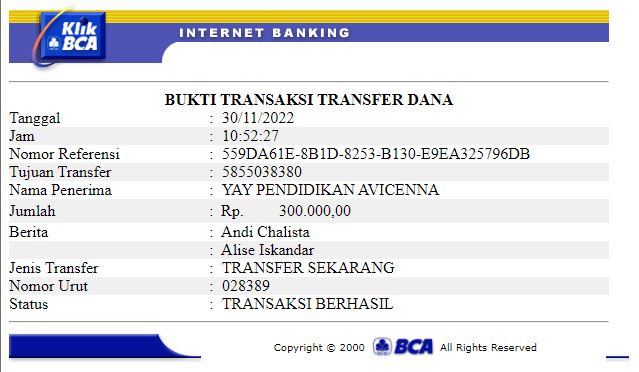 Klik BCA
INTERNET BANKING
BUKTI TRANSAKSI TRANSFER DANA
Tanggal : 30/11/2022
Jam : 10:52:27
Nomor Referensi : 559DA61E-8B1D-8253-B130-E9EA325796DB
Tujuan Transfer : 5855038380
Nama Penerima : YAY PENDIDIKAN AVICENNA
Jumlah : Rp. 300.000,00
Berita : Andi Chalista
: Alise Iskandar
Jenis Transfer : TRANSFER SEKARANG
Nomor Urut : 028389
Status : TRANSAKSI BERHASIL
Copyright © 2000 BCA All Rights Reserved